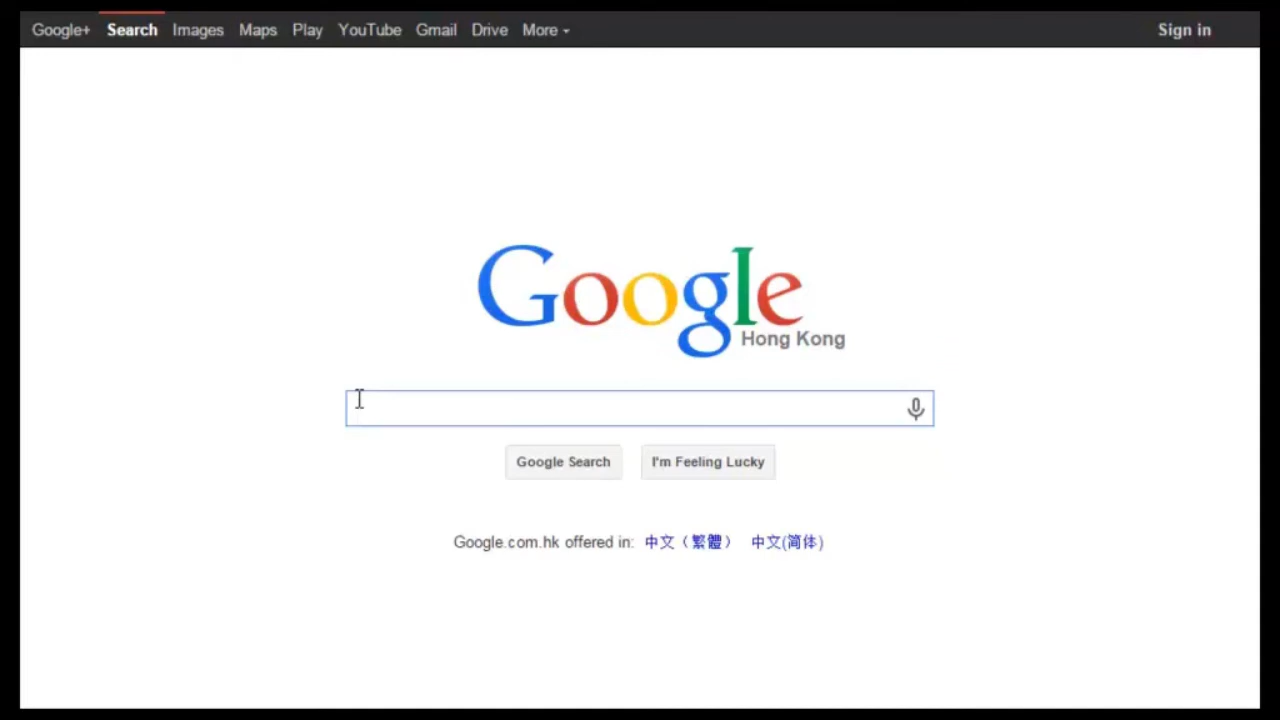 Google+ Search Images Maps Play YouTube Gmail Drive More Sign in
Google
Hong Kong
Google Search I'm Feeling Lucky
Google.com.hk offered in: 中文（繁體） 中文(简体)